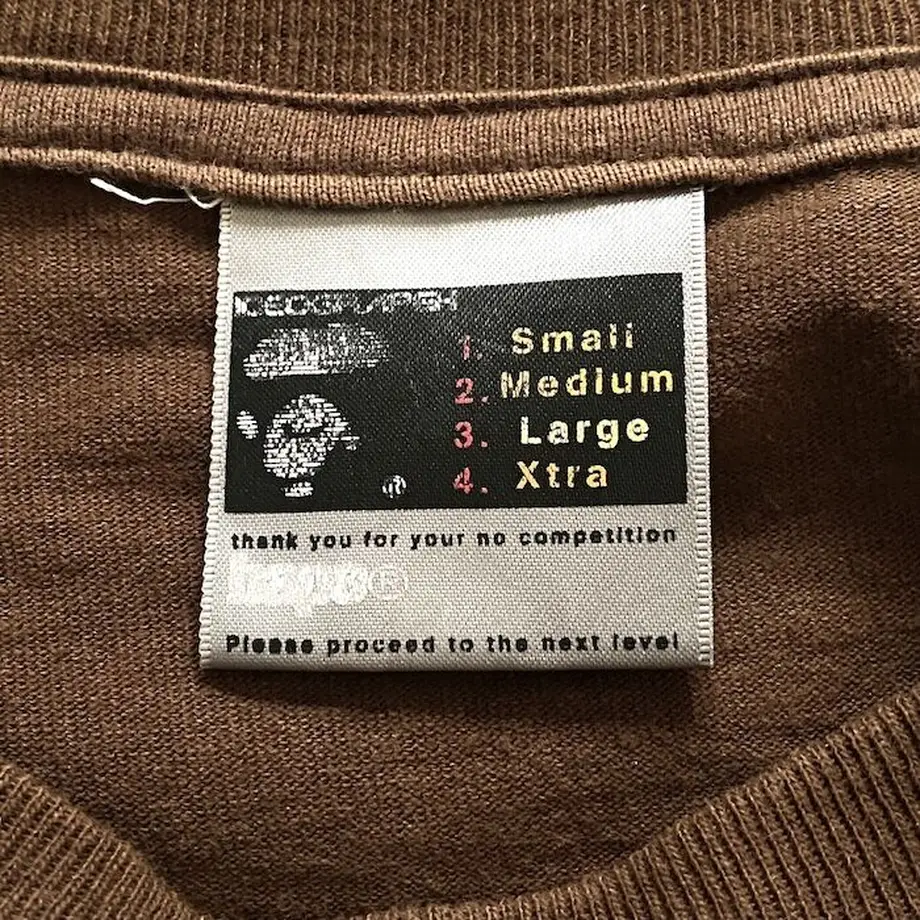 1. Small
2. Medium
3. Large
4. Xtra
®
thank you for your no competition
Please proceed to the next level